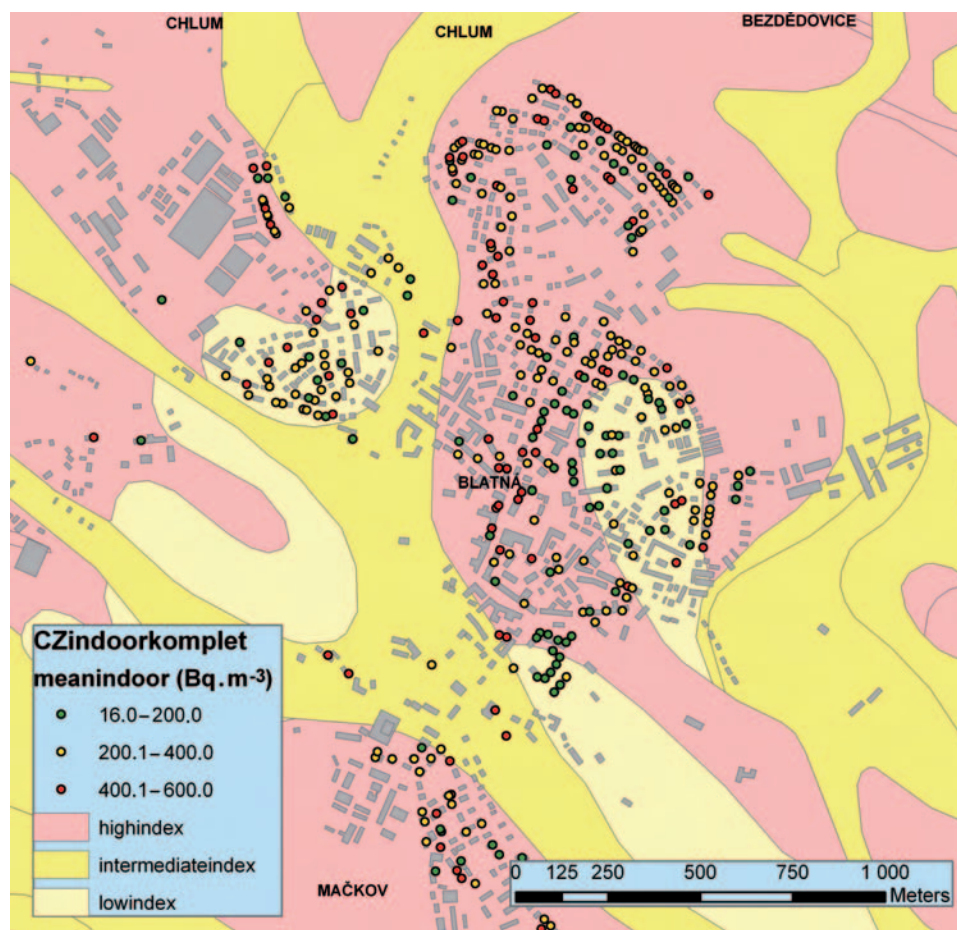 CHLUM
CHLUM
BEZDĚDOVICE
BLATNÁ
CZindoorkomplet
meanindoor (Bq.m-3)
16.0–200.0
200.1–400.0
400.1–600.0
highindex
intermediateindex
lowindex
MAČKOV
0 125 250 500 750 1 000
Meters